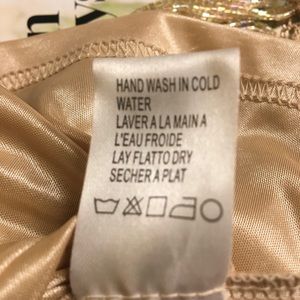 HAND WASH IN COLD
WATER
LAVER A LA MAIN A
L'EAU FROIDE
LAY FLATTO DRY
SECHER A PLAT